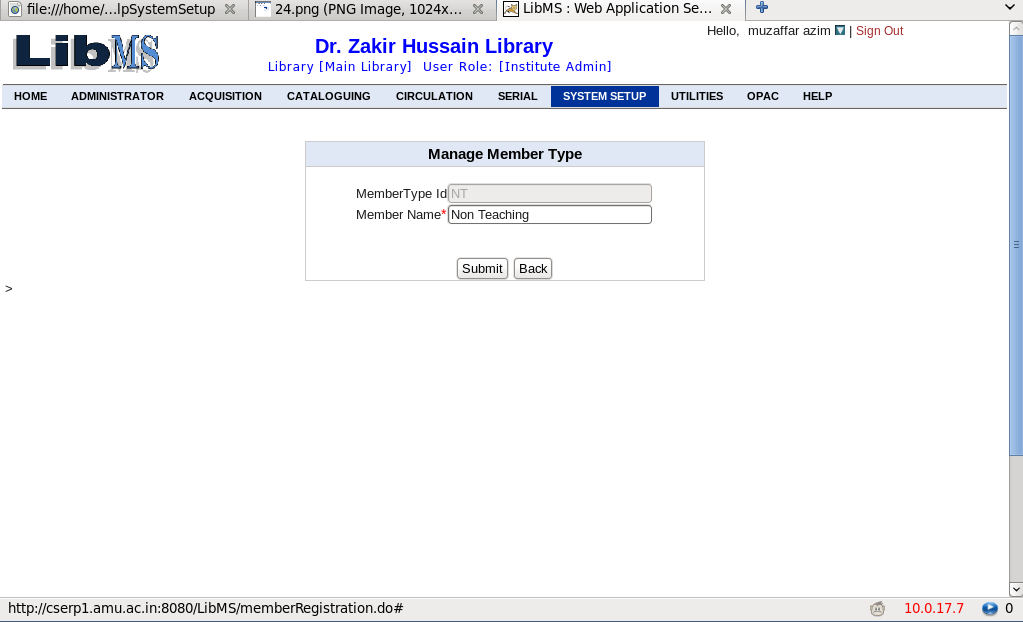 file:///home/...lpSystemSetup 24.png (PNG Image, 1024x... LibMS : Web Application Se...
LibMS
Hello, muzaffar azim | Sign Out
Dr. Zakir Hussain Library
Library [Main Library] User Role: [Institute Admin]
HOME ADMINISTRATOR ACQUISITION CATALOGUING CIRCULATION SERIAL SYSTEM SETUP UTILITIES OPAC HELP
Manage Member Type
MemberType Id NT
Member Name* Non Teaching
Submit Back
>
http://cserp1.amu.ac.in:8080/LibMS/memberRegistration.do# 10.0.17.7 0